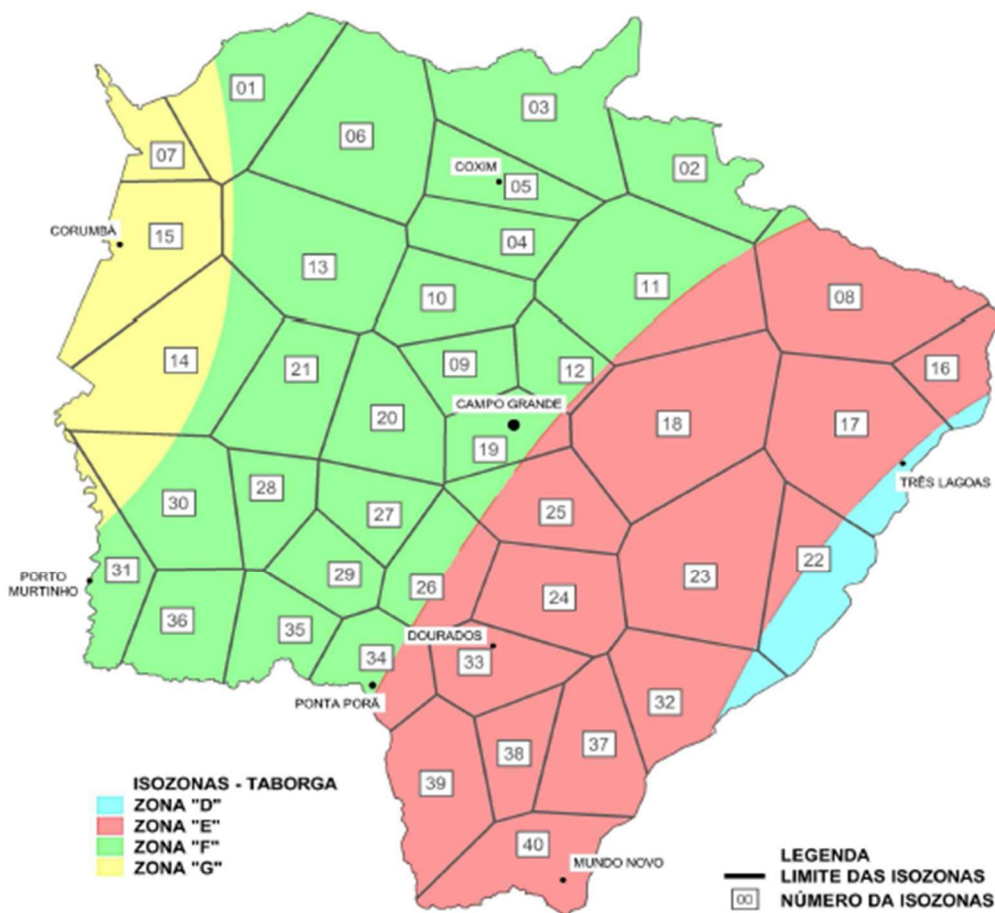 01
03
06
07
COXIM
05
02
CORUMBÁ
15
04
13
10
11
08
14
21
09
12
16
CAMPO GRANDE
20
18
17
19
TRÊS LAGOAS
30
28
27
25
22
PORTO
MURTINHO
31
29
26
24
23
36
35
DOURADOS
34
33
PONTA PORÃ
32
38
37
39
40
MUNDO NOVO
ISOZONAS - TABORGA
ZONA "D"
ZONA "E"
ZONA "F"
ZONA "G"
LEGENDA
LIMITE DAS ISOZONAS
00 NÚMERO DA ISOZONAS